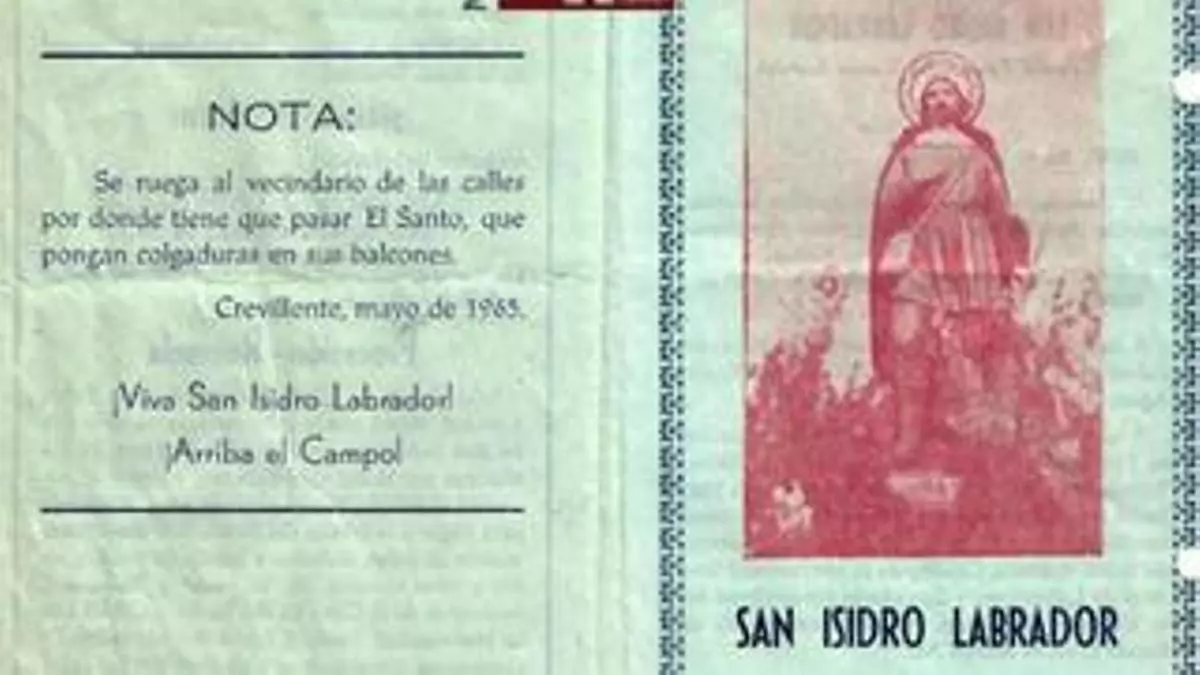 NOTA:
Se ruega al vecindario de las calles
por donde tiene que pasar El Santo, que
pongan colgaduras en sus balcones.
Crevillente, mayo de 1965.
¡Viva San Isidro Labrador!
¡Arriba el Campo!
SAN ISIDRO LABRADOR